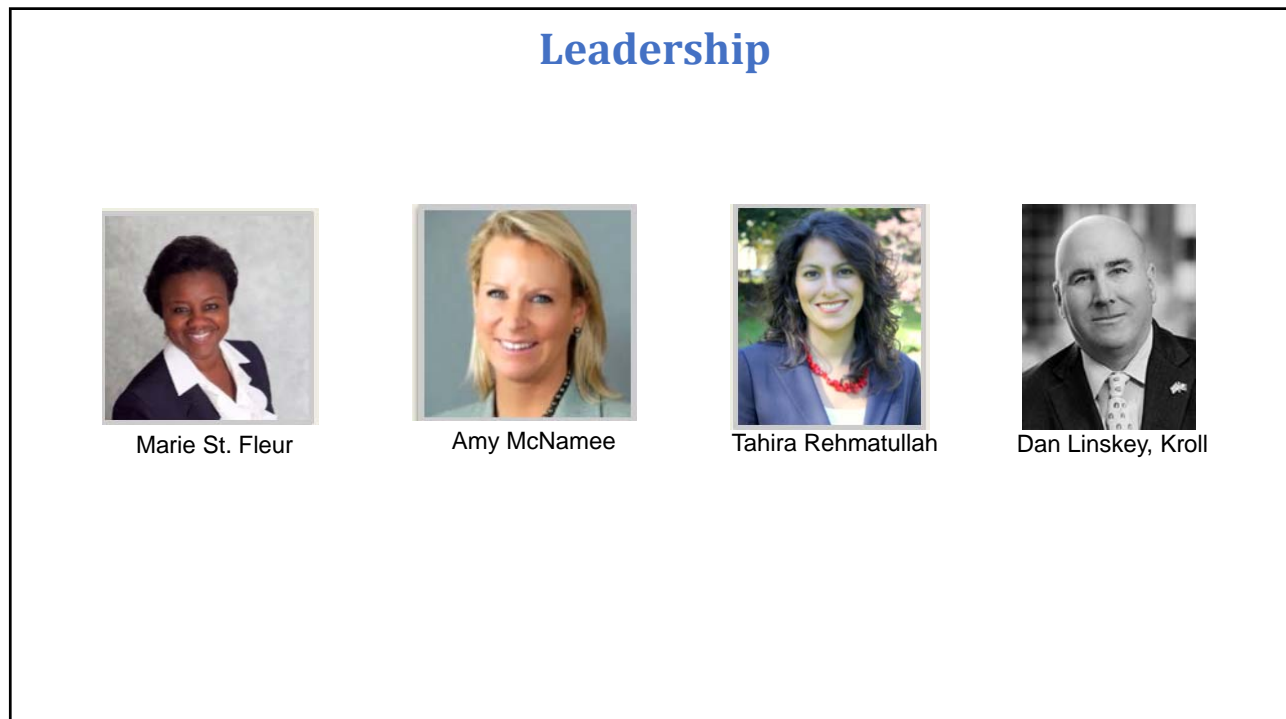 Leadership
Marie St. Fleur
Amy McNamee
Tahira Rehmatullah
Dan Linskey, Kroll